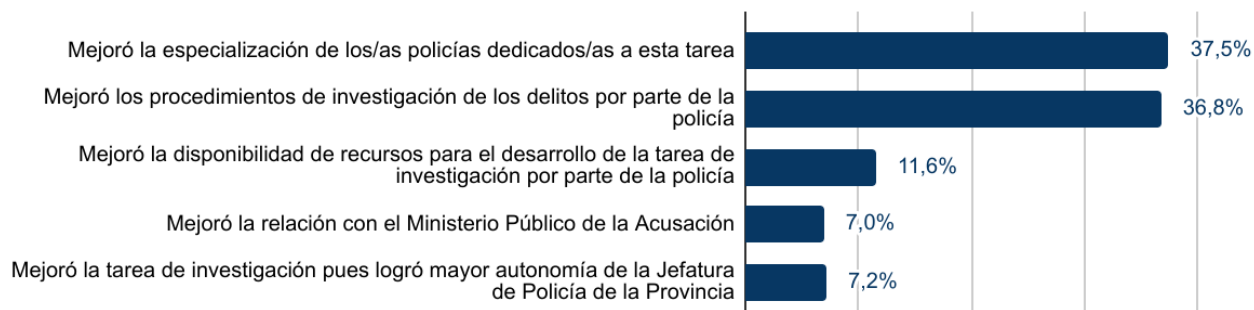 Mejoró la especialización de los/as policías dedicados/as a esta tarea
37,5%
Mejoró los procedimientos de investigación de los delitos por parte de la
policía
36,8%
Mejoró la disponibilidad de recursos para el desarrollo de la tarea de
investigación por parte de la policía
11,6%
Mejoró la relación con el Ministerio Público de la Acusación
7,0%
Mejoró la tarea de investigación pues logró mayor autonomía de la Jefatura
de Policía de la Provincia
7,2%